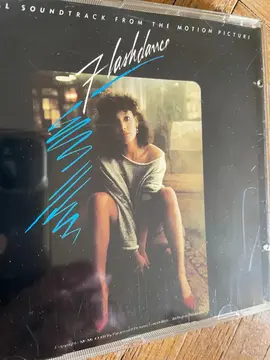 L SOUNDTRACK FROM THE MOTION PICTURE
Flashdance